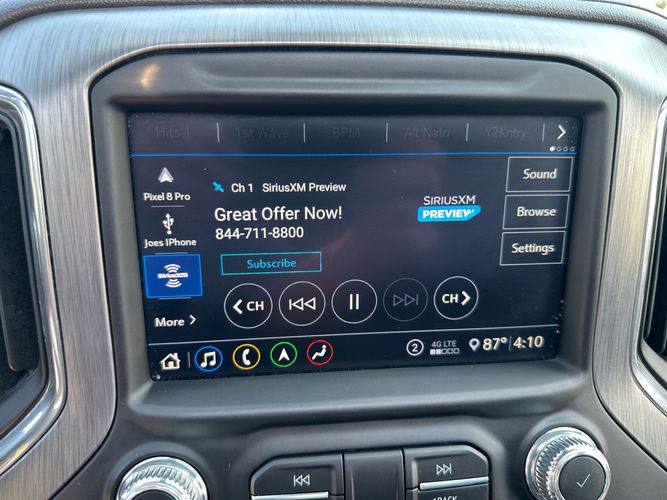 Hits 1 1st Wave BPM Alt Natn Y2Kntry
Pixel 8 Pro
Joes IPhone
SiriusXM
More
Ch 1 SiriusXM Preview
Great Offer Now!
844-711-8800
Subscribe
SIRIUSXM
PREVIEW
Sound
Browse
Settings
CH
CH
2 4G LTE 87° 4:10